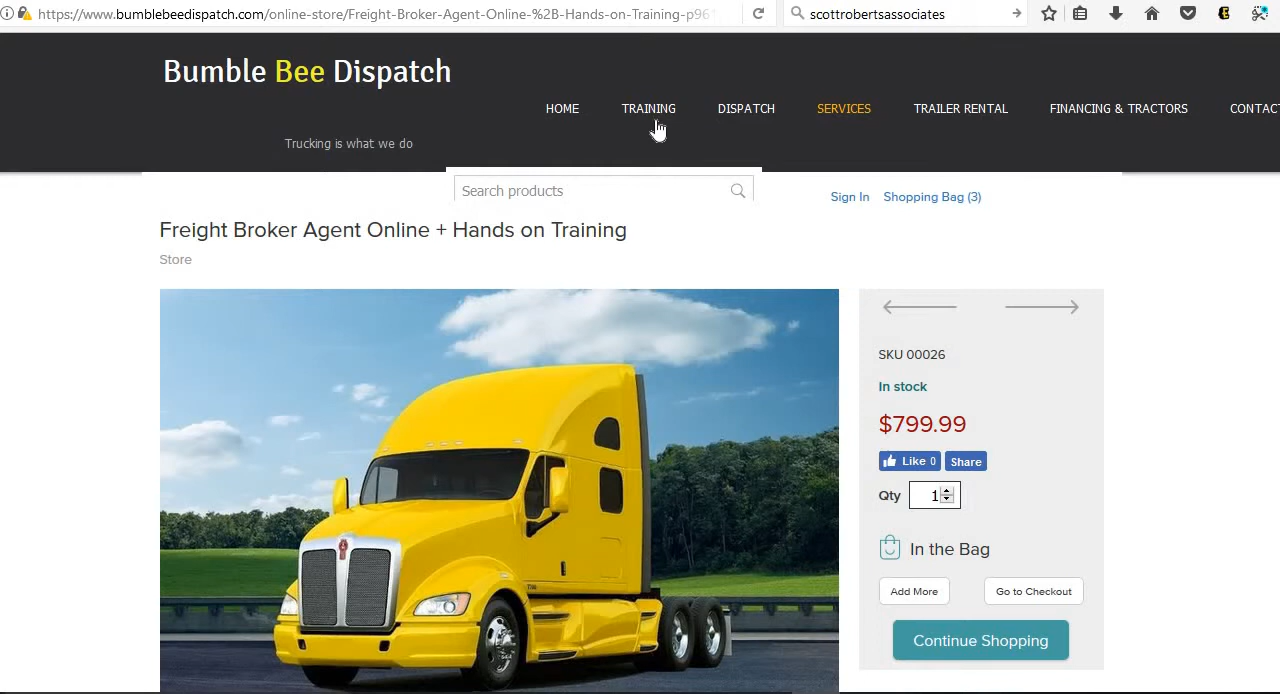 https://www.bumblebeedispatch.com/online-store/Freight-Broker-Agent-Online-%2B-Hands-on-Training-p961
scottrobertsassociates
Bumble Bee Dispatch
HOME TRAINING DISPATCH SERVICES TRAILER RENTAL FINANCING & TRACTORS CONTACT
Trucking is what we do
Search products
Sign In Shopping Bag (3)
Freight Broker Agent Online + Hands on Training
Store
SKU 00026
In stock
$799.99
Like 0 Share
Qty 1
In the Bag
Add More Go to Checkout
Continue Shopping